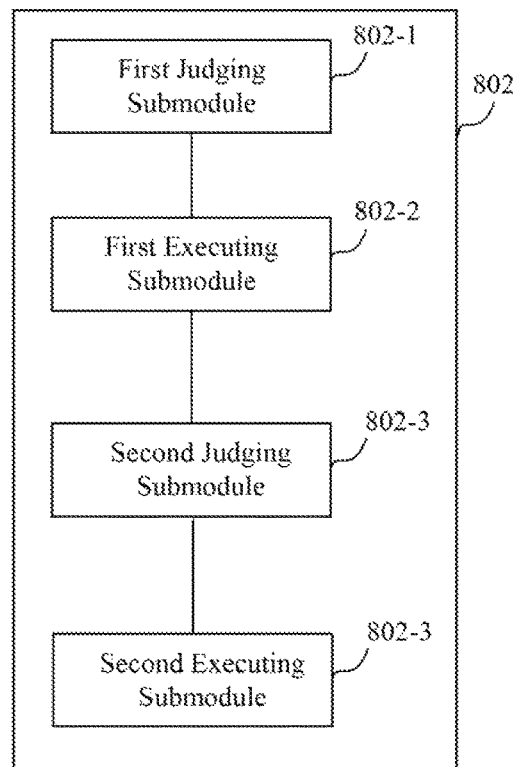 802-1
First Judging
Submodule
802
802-2
First Executing
Submodule
802-3
Second Judging
Submodule
802-3
Second Executing
Submodule